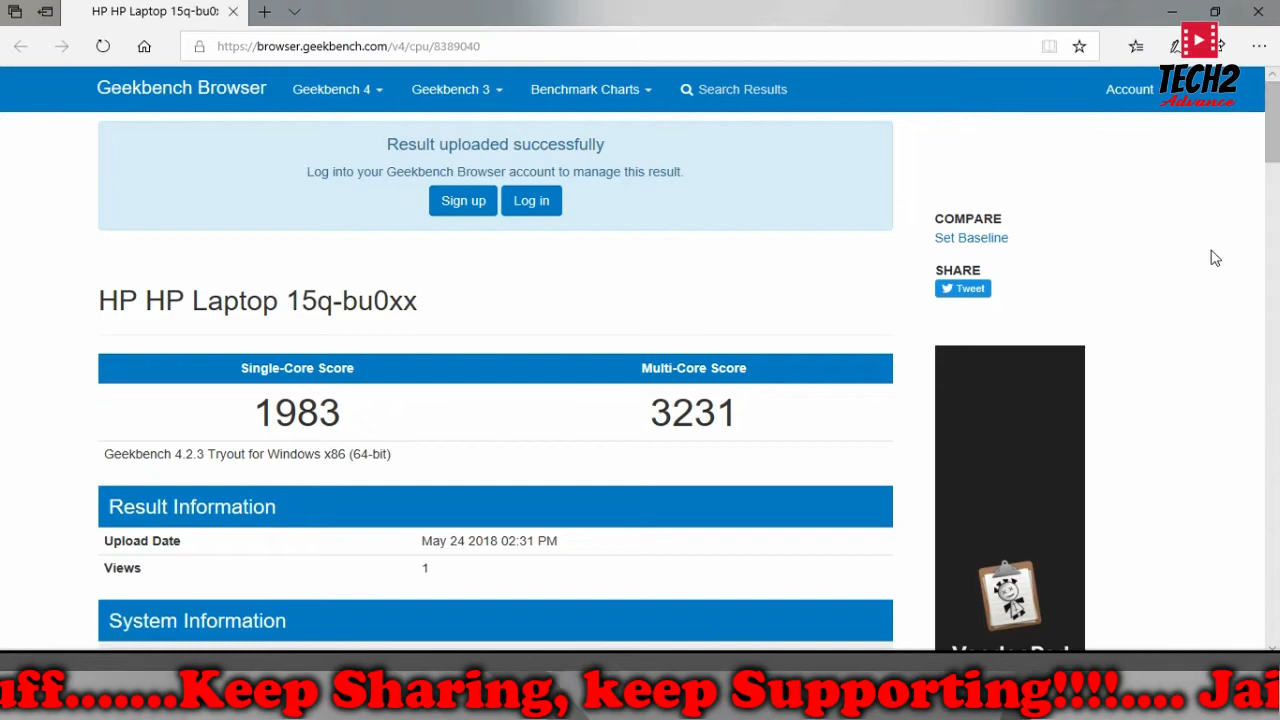 HP HP Laptop 15q-bu0
https://browser.geekbench.com/v4/cpu/8389040
TECH2
Advance
Geekbench Browser
Geekbench 4
Geekbench 3
Benchmark Charts
Search Results
Account
Result uploaded successfully
Log into your Geekbench Browser account to manage this result.
Sign up
Log in
COMPARE
Set Baseline
SHARE
Tweet
HP HP Laptop 15q-bu0xx
Single-Core Score
Multi-Core Score
1983
3231
Geekbench 4.2.3 Tryout for Windows x86 (64-bit)
Result Information
Upload Date
May 24 2018 02:31 PM
Views
1
System Information
uff.......Keep Sharing, keep Supporting!!!!.... Jai